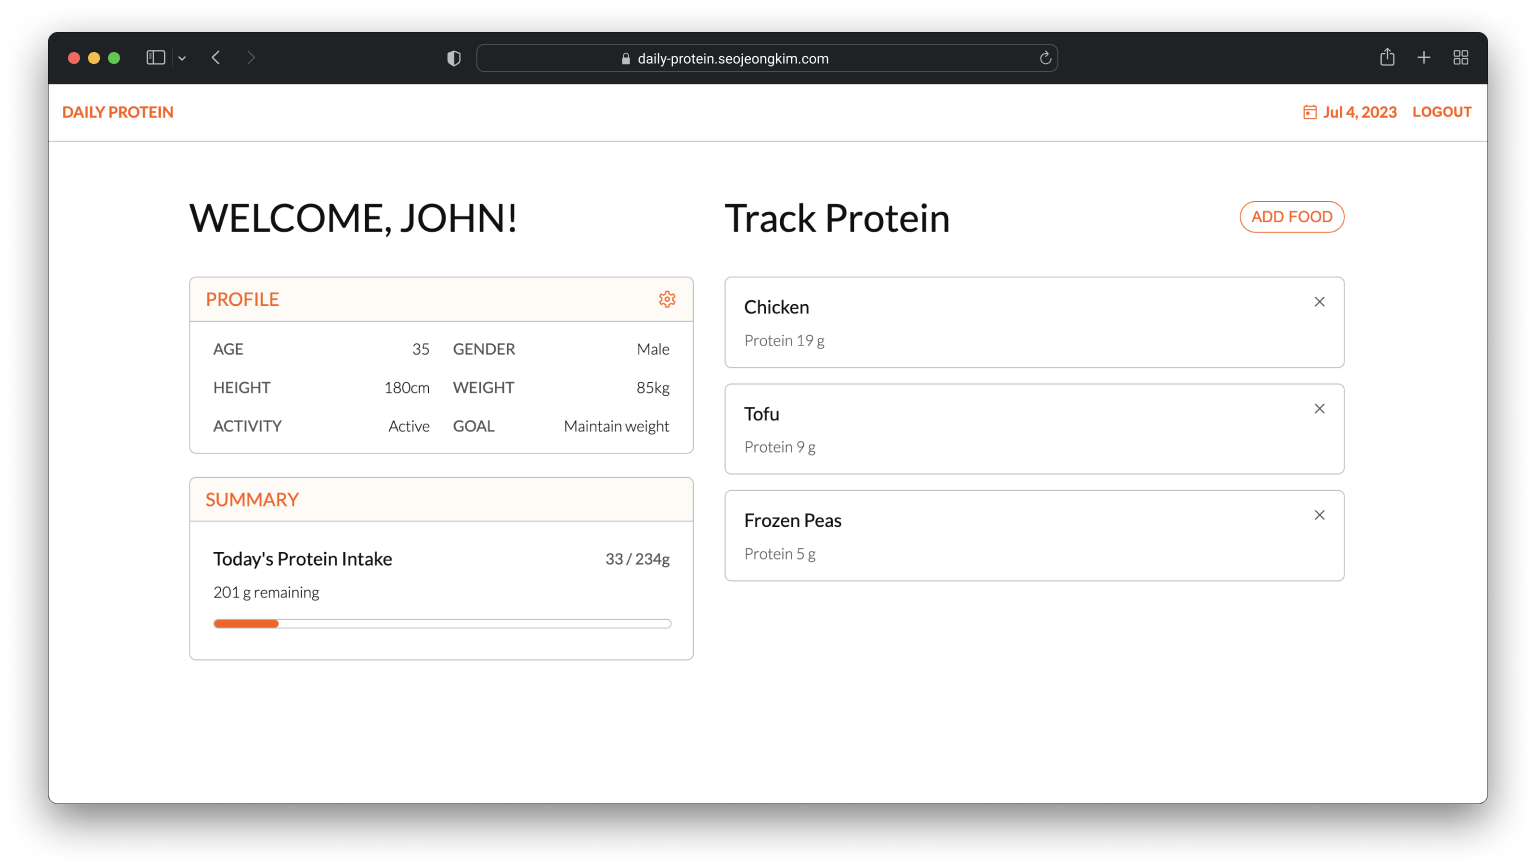 daily-protein.seojeongkim.com
DAILY PROTEIN
Jul 4, 2023 LOGOUT
WELCOME, JOHN!
PROFILE
AGE 35 GENDER Male
HEIGHT 180cm WEIGHT 85kg
ACTIVITY Active GOAL Maintain weight
SUMMARY
Today's Protein Intake 33 / 234g
201 g remaining
Track Protein
ADD FOOD
Chicken
Protein 19 g
Tofu
Protein 9 g
Frozen Peas
Protein 5 g